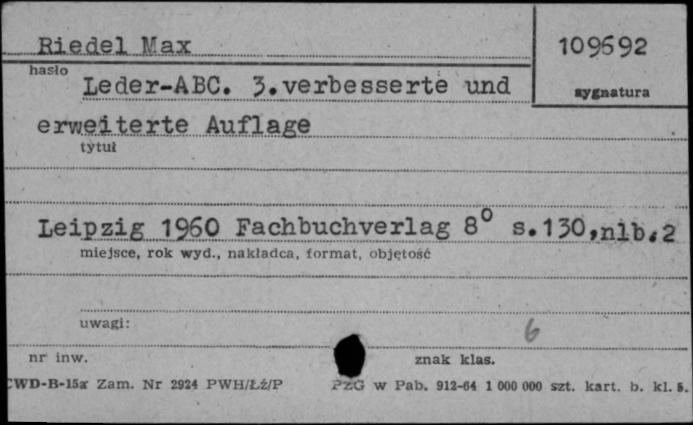 Riedel Max
109692
hasło
Leder-ABC. 3.verbesserte und
sygnatura
erweiterte Auflage
tytuł
Leipzig 1960 Fachbuchverlag 8° s.130,nlb.2
miejsce, rok wyd., nakładca, format, objętość
uwagi:
6
nr inw.
znak klas.
CWD-B-15a Zam. Nr 2924 PWH/Łź/P PZG w Pab. 912-64 1 000 000 szt. kart. b. kl. 5.